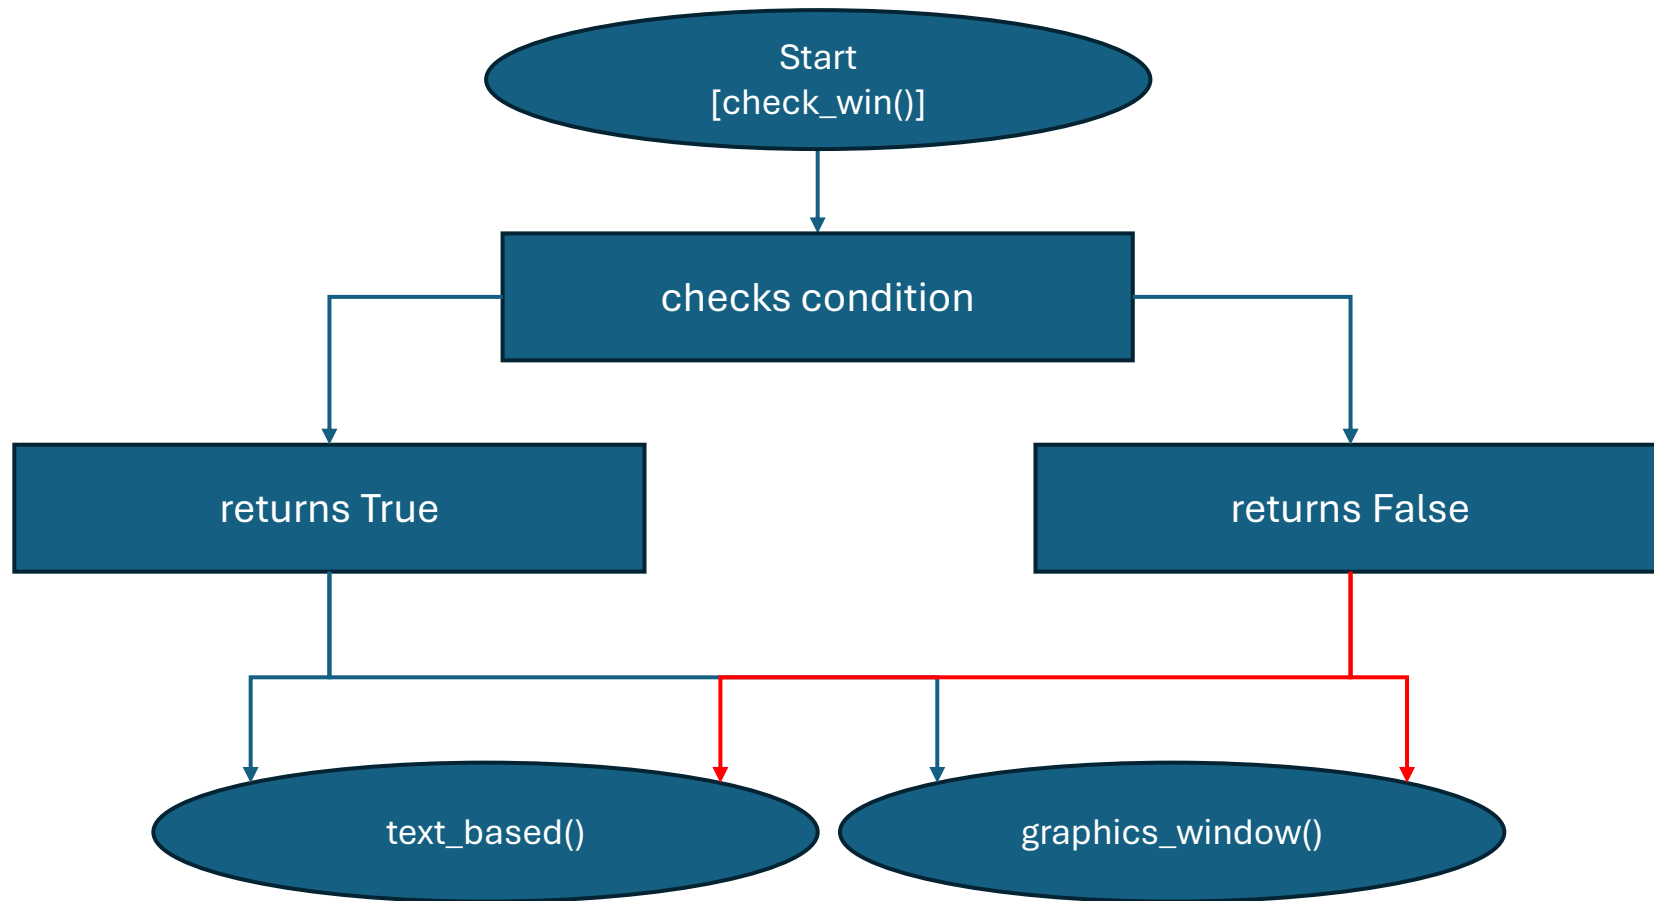 Start
[check_win()]
checks condition
returns True
returns False
text_based()
graphics_window()